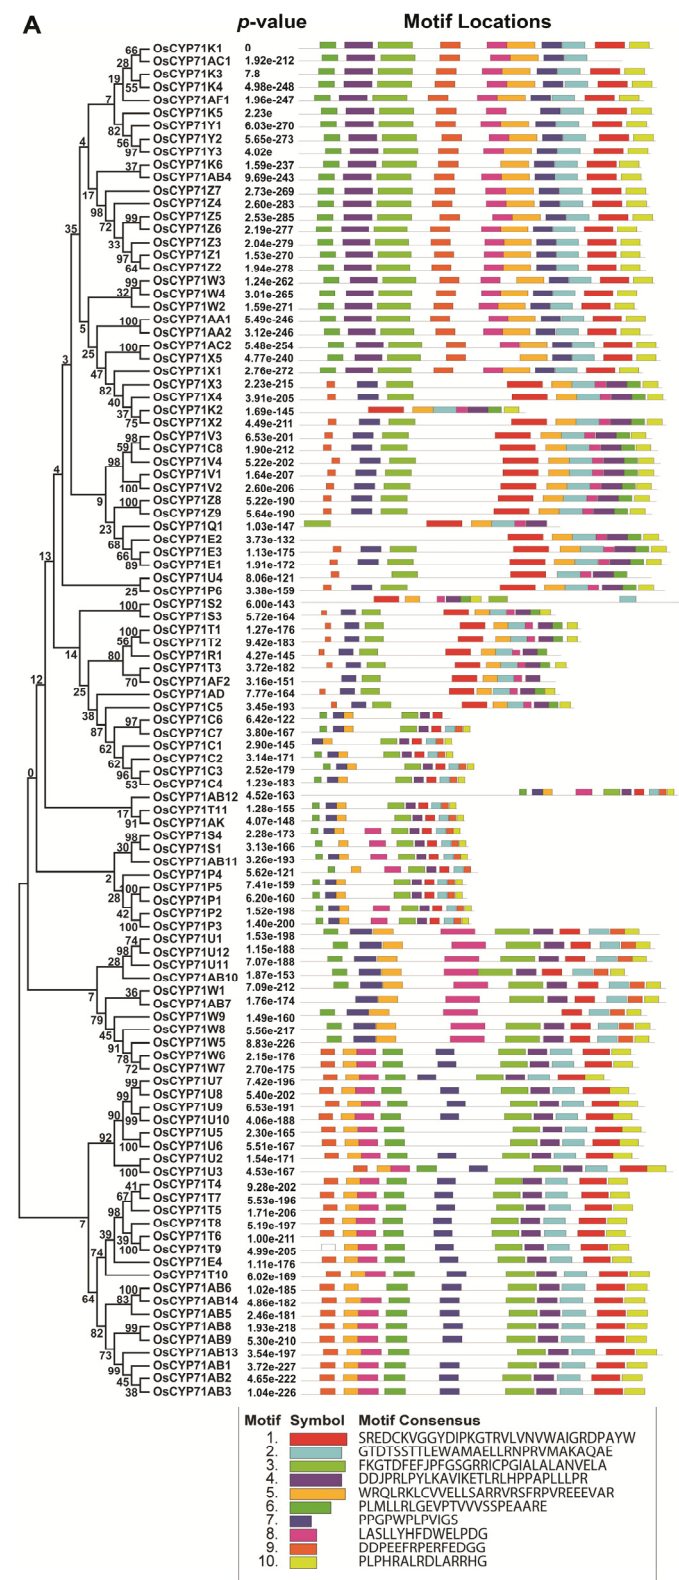 A
p-value Motif Locations
OsCYP71K1 0
OsCYP71AC1 1.92e-212
OsCYP71K3 7.8
OsCYP71K4 4.98e-248
OsCYP71AF1 1.96e-247
OsCYP71K5 2.23e
OsCYP71Y1 6.03e-270
OsCYP71Y2 5.65e-273
OsCYP71Y3 4.02e
OsCYP71K6 1.59e-237
OsCYP71AB4 9.69e-243
OsCYP71Z7 2.73e-269
OsCYP71Z4 2.60e-283
OsCYP71Z5 2.53e-285
OsCYP71Z6 2.19e-277
OsCYP71Z3 2.04e-279
OsCYP71Z1 1.53e-270
OsCYP71Z2 1.94e-278
OsCYP71W3 1.24e-262
OsCYP71W4 3.01e-265
OsCYP71W2 1.59e-271
OsCYP71AA1 5.49e-246
OsCYP71AA2 3.12e-246
OsCYP71AC2 5.48e-254
OsCYP71X5 4.77e-240
OsCYP71X1 2.76e-272
OsCYP71X3 2.23e-215
OsCYP71X4 3.91e-205
OsCYP71K2 1.69e-145
OsCYP71X2 4.49e-211
OsCYP71V3 6.53e-201
OsCYP71C8 1.90e-212
OsCYP71V4 5.22e-202
OsCYP71V1 1.64e-207
OsCYP71V2 2.60e-206
OsCYP71Z8 5.22e-190
OsCYP71Z9 5.64e-190
OsCYP71Q1 1.03e-147
OsCYP71E2 3.73e-132
OsCYP71E3 1.13e-175
OsCYP71E1 1.91e-172
OsCYP71U4 8.06e-121
OsCYP71P6 3.38e-159
OsCYP71S2 6.00e-143
OsCYP71S3 5.72e-164
OsCYP71T1 1.27e-176
OsCYP71T2 9.42e-183
OsCYP71R1 4.27e-145
OsCYP71T3 3.72e-182
OsCYP71AF2 3.16e-151
OsCYP71AD 7.77e-164
OsCYP71C5 3.45e-193
OsCYP71C6 6.42e-122
OsCYP71C7 3.80e-167
OsCYP71C1 2.90e-145
OsCYP71C2 3.14e-171
OsCYP71C3 2.52e-179
OsCYP71C4 1.23e-183
OsCYP71AB12 4.52e-163
OsCYP71T11 1.28e-155
OsCYP71AK 4.07e-148
OsCYP71S4 2.28e-173
OsCYP71S1 3.13e-166
OsCYP71AB11 3.26e-193
OsCYP71P4 5.62e-121
OsCYP71P5 7.41e-159
OsCYP71P1 6.20e-160
OsCYP71P2 1.52e-198
OsCYP71P3 1.40e-200
OsCYP71U1 1.53e-198
OsCYP71U12 1.15e-188
OsCYP71U11 7.07e-188
OsCYP71AB10 1.87e-153
OsCYP71W1 7.09e-212
OsCYP71AB7 1.76e-174
OsCYP71W9 1.49e-160
OsCYP71W8 5.56e-217
OsCYP71W5 8.83e-226
OsCYP71W6 2.15e-176
OsCYP71W7 2.70e-175
OsCYP71U7 7.42e-196
OsCYP71U8 5.40e-202
OsCYP71U9 6.53e-191
OsCYP71U10 4.06e-188
OsCYP71U5 2.30e-165
OsCYP71U6 5.51e-167
OsCYP71U2 1.54e-171
OsCYP71U3 4.53e-167
OsCYP71T4 9.28e-202
OsCYP71T7 5.53e-196
OsCYP71T5 1.71e-206
OsCYP71T8 5.19e-197
OsCYP71T6 1.00e-211
OsCYP71T9 4.99e-205
OsCYP71E4 1.11e-176
OsCYP71T10 6.02e-169
OsCYP71AB6 1.02e-185
OsCYP71AB14 4.86e-182
OsCYP71AB5 2.46e-181
OsCYP71AB8 1.93e-218
OsCYP71AB9 5.30e-210
OsCYP71AB13 3.54e-197
OsCYP71AB1 3.72e-227
OsCYP71AB2 4.65e-222
OsCYP71AB3 1.04e-226
Motif Symbol Motif Consensus
1. SREDCKVGGYDIPKGTRVLVNVWAIGRDPAYW
2. GTDTSSTTLEWAMAELLRNPRVMAKAQAE
3. FKGTDFEFJPFGSGRRICPGIALALANVELA
4. DDJPRLPYLKAVIKETLRLHPPAPLLLPR
5. WRQLRKLCVVELLSARRVRSFRPVREEEVAR
6. PLMLLRLGEVPTVVVSSPEAARE
7. PPGPWPLPVIGS
8. LASLLYHFDWELPDG
9. DDPEEFRPERFEDGG
10. PLPHRALRDLARRHG